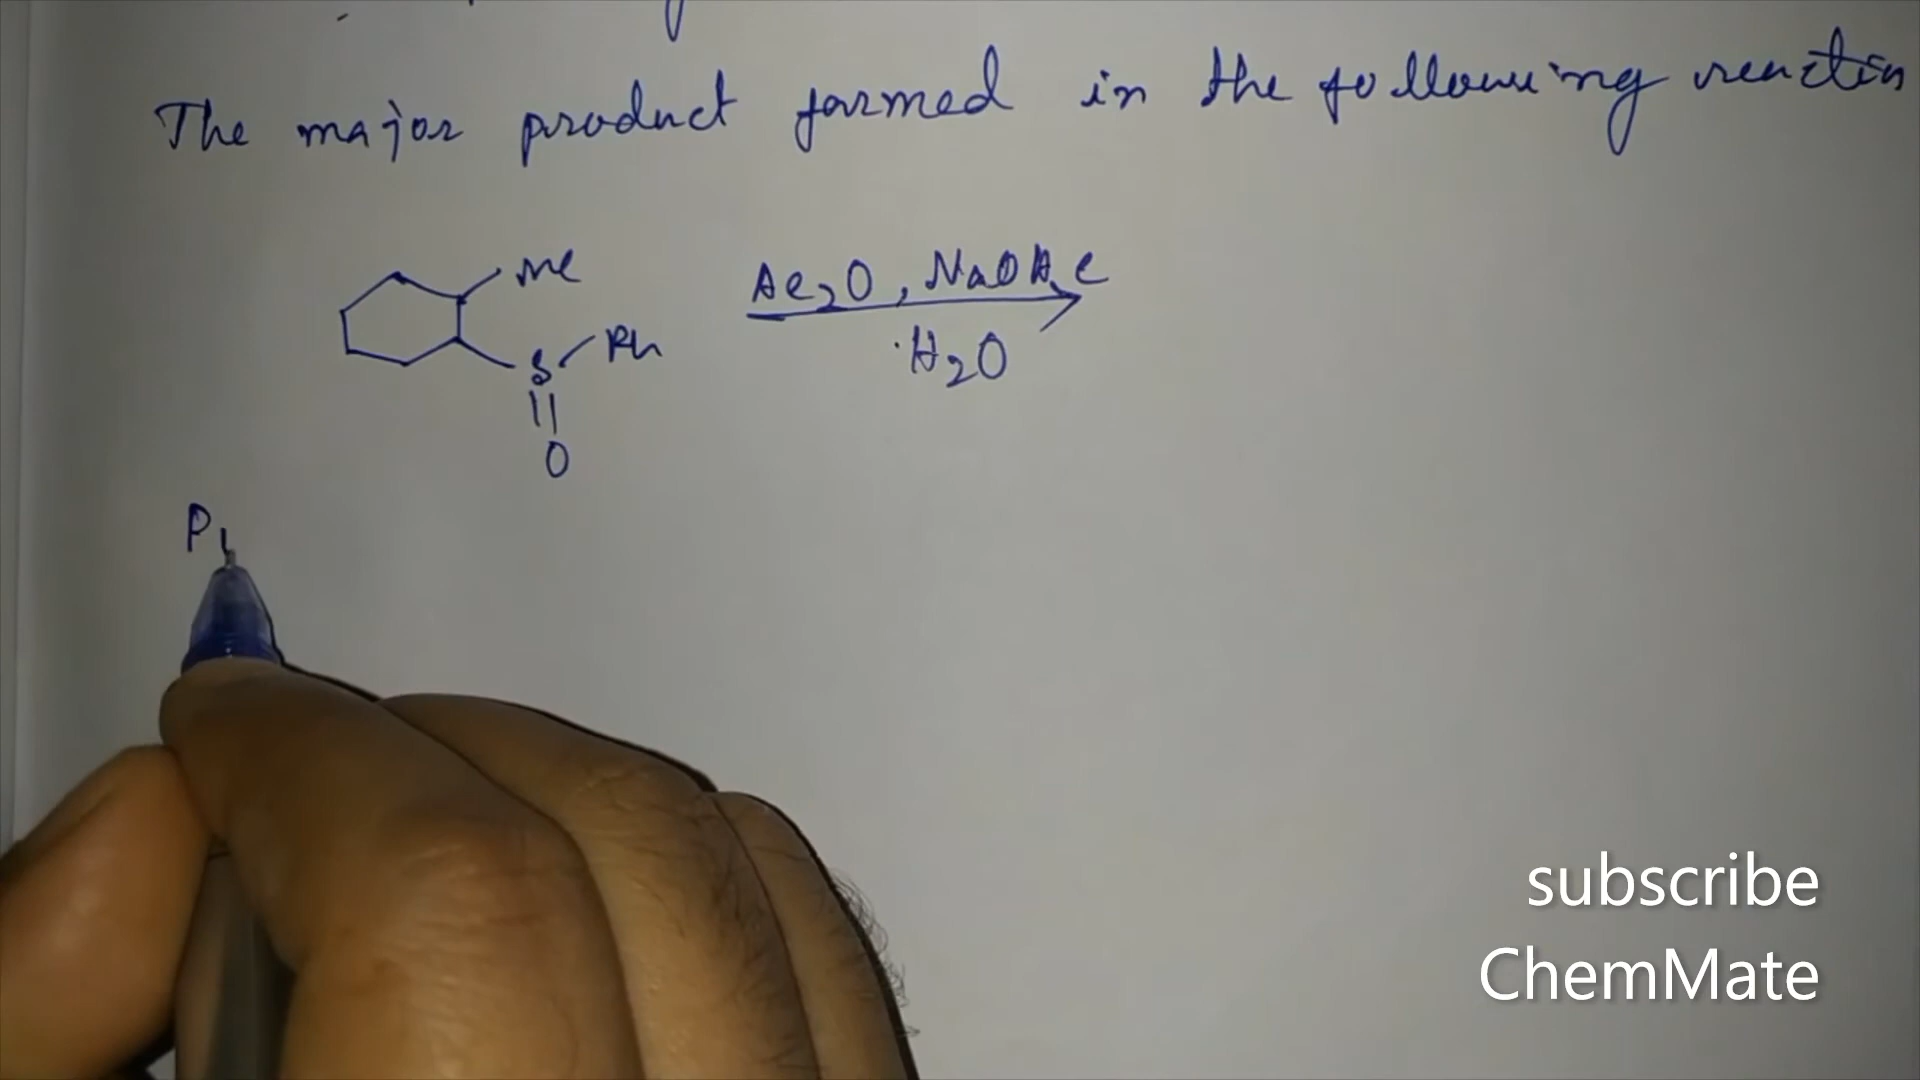 The major product formed in the following reaction
Me
Ac2O, NaOAc
S Ph
H2O
O
P
subscribe
ChemMate